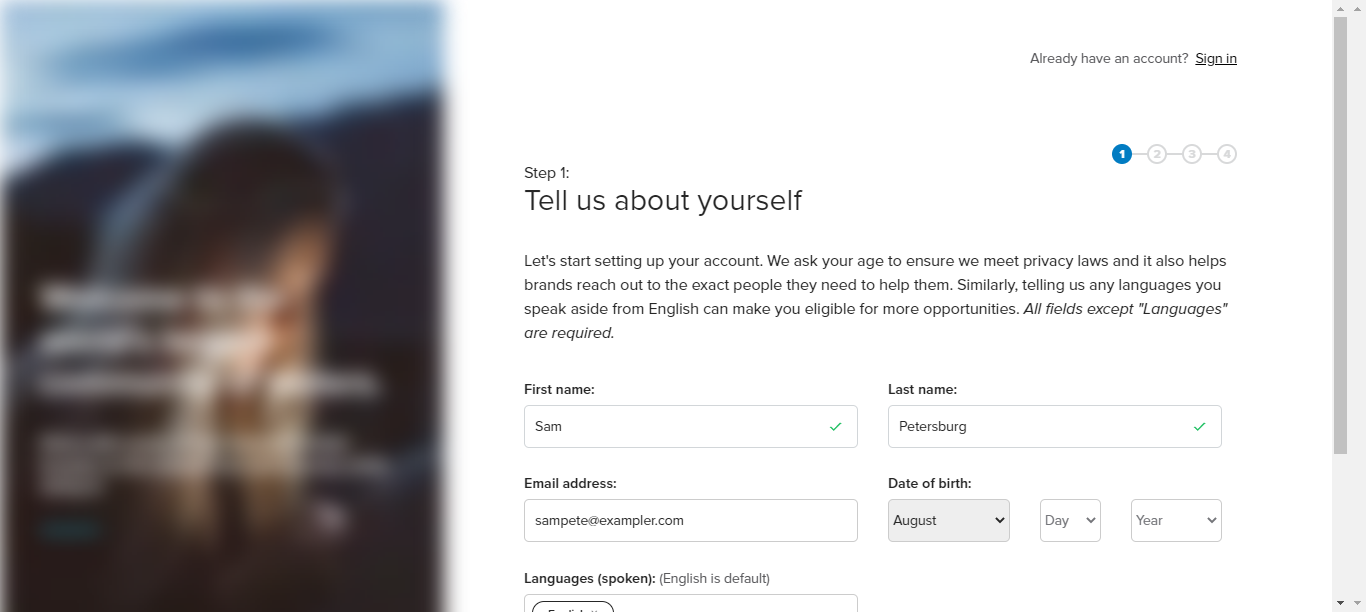 Already have an account? Sign in
1 2 3 4
Step 1:
Tell us about yourself
Let's start setting up your account. We ask your age to ensure we meet privacy laws and it also helps
brands reach out to the exact people they need to help them. Similarly, telling us any languages you
speak aside from English can make you eligible for more opportunities. All fields except "Languages"
are required.
First name: Last name:
Sam Petersburg
Email address: Date of birth:
sampete@exampler.com August Day Year
Languages (spoken): (English is default)